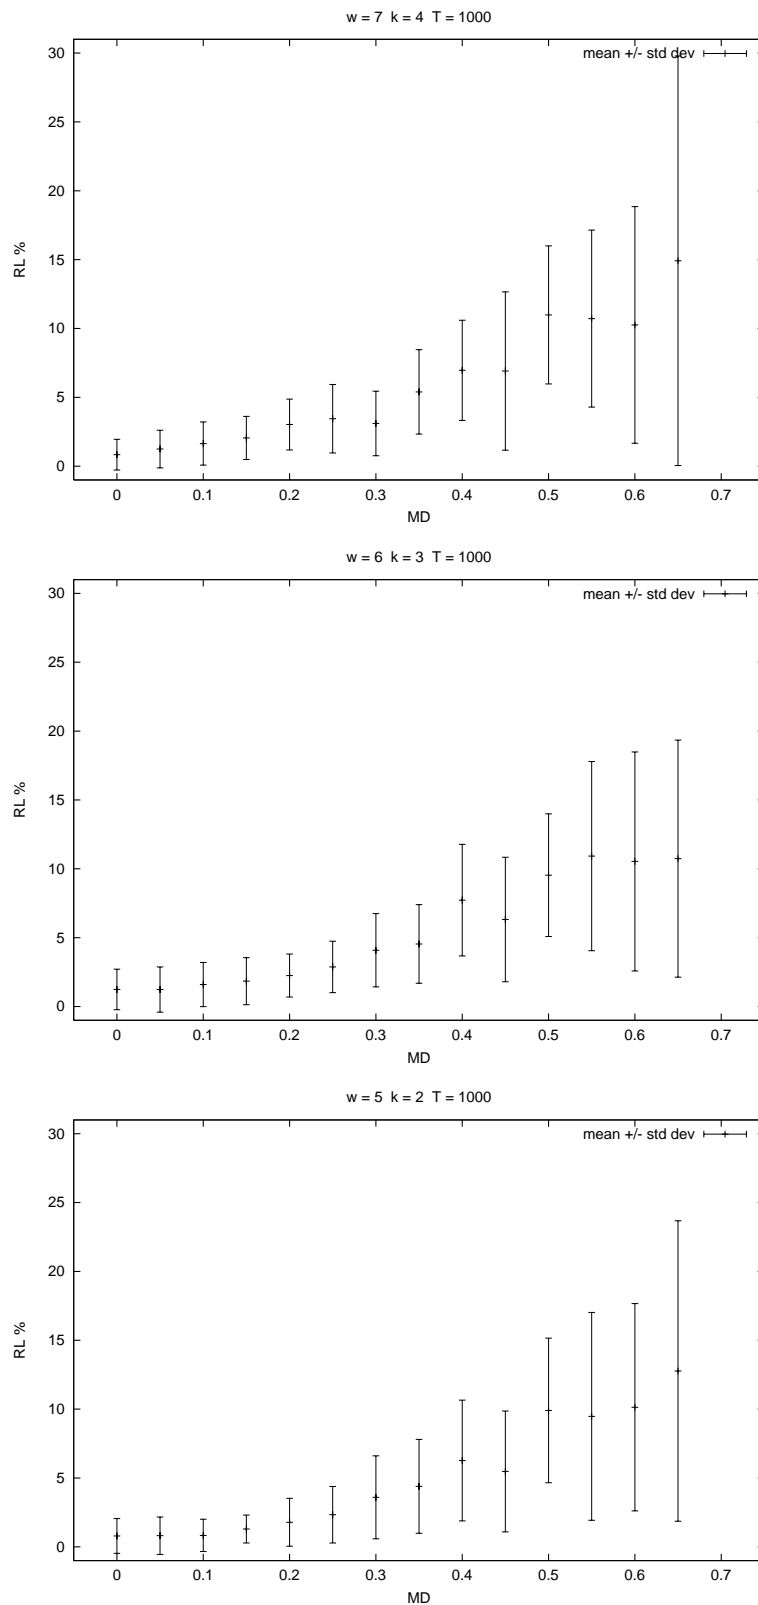 w = 7 k = 4 T = 1000
mean +/- std dev
30
25
20
15
10
5
0
RL %
0 0.1 0.2 0.3 0.4 0.5 0.6 0.7
MD
w = 6 k = 3 T = 1000
mean +/- std dev
30
25
20
15
10
5
0
RL %
0 0.1 0.2 0.3 0.4 0.5 0.6 0.7
MD
w = 5 k = 2 T = 1000
mean +/- std dev
30
25
20
15
10
5
0
RL %
0 0.1 0.2 0.3 0.4 0.5 0.6 0.7
MD